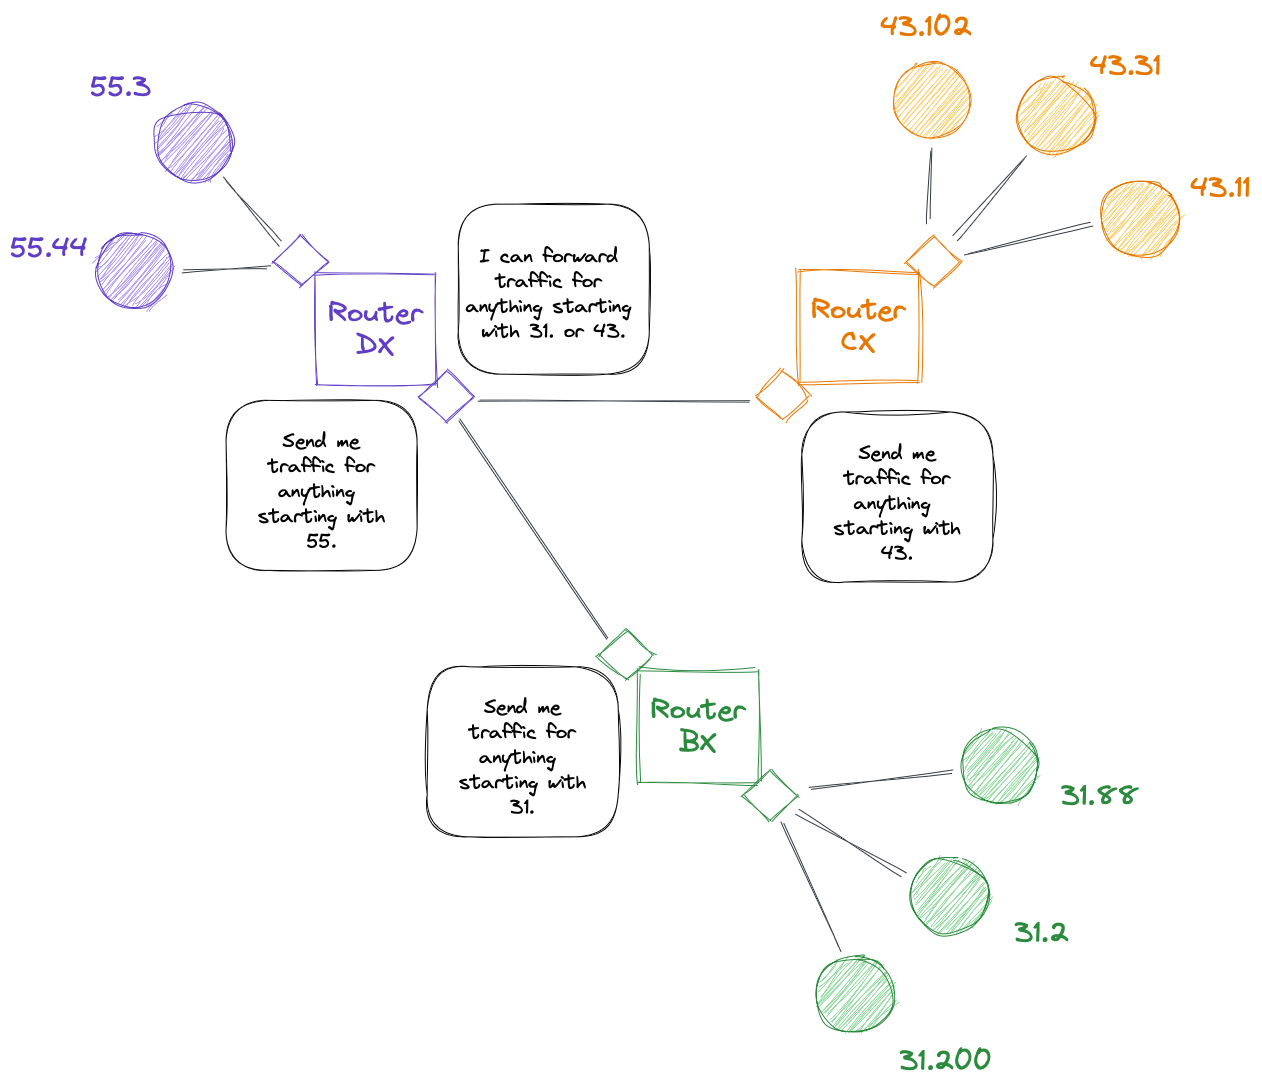 43.102
43.31
55.3
43.11
55.44
I can forward
traffic for
anything starting
with 31. or 43.
Router
DX
Router
CX
Send me
traffic for
anything
starting with
55.
Send me
traffic for
anything
starting with
43.
Send me
traffic for
anything
starting with
31.
Router
BX
31.88
31.2
31.200